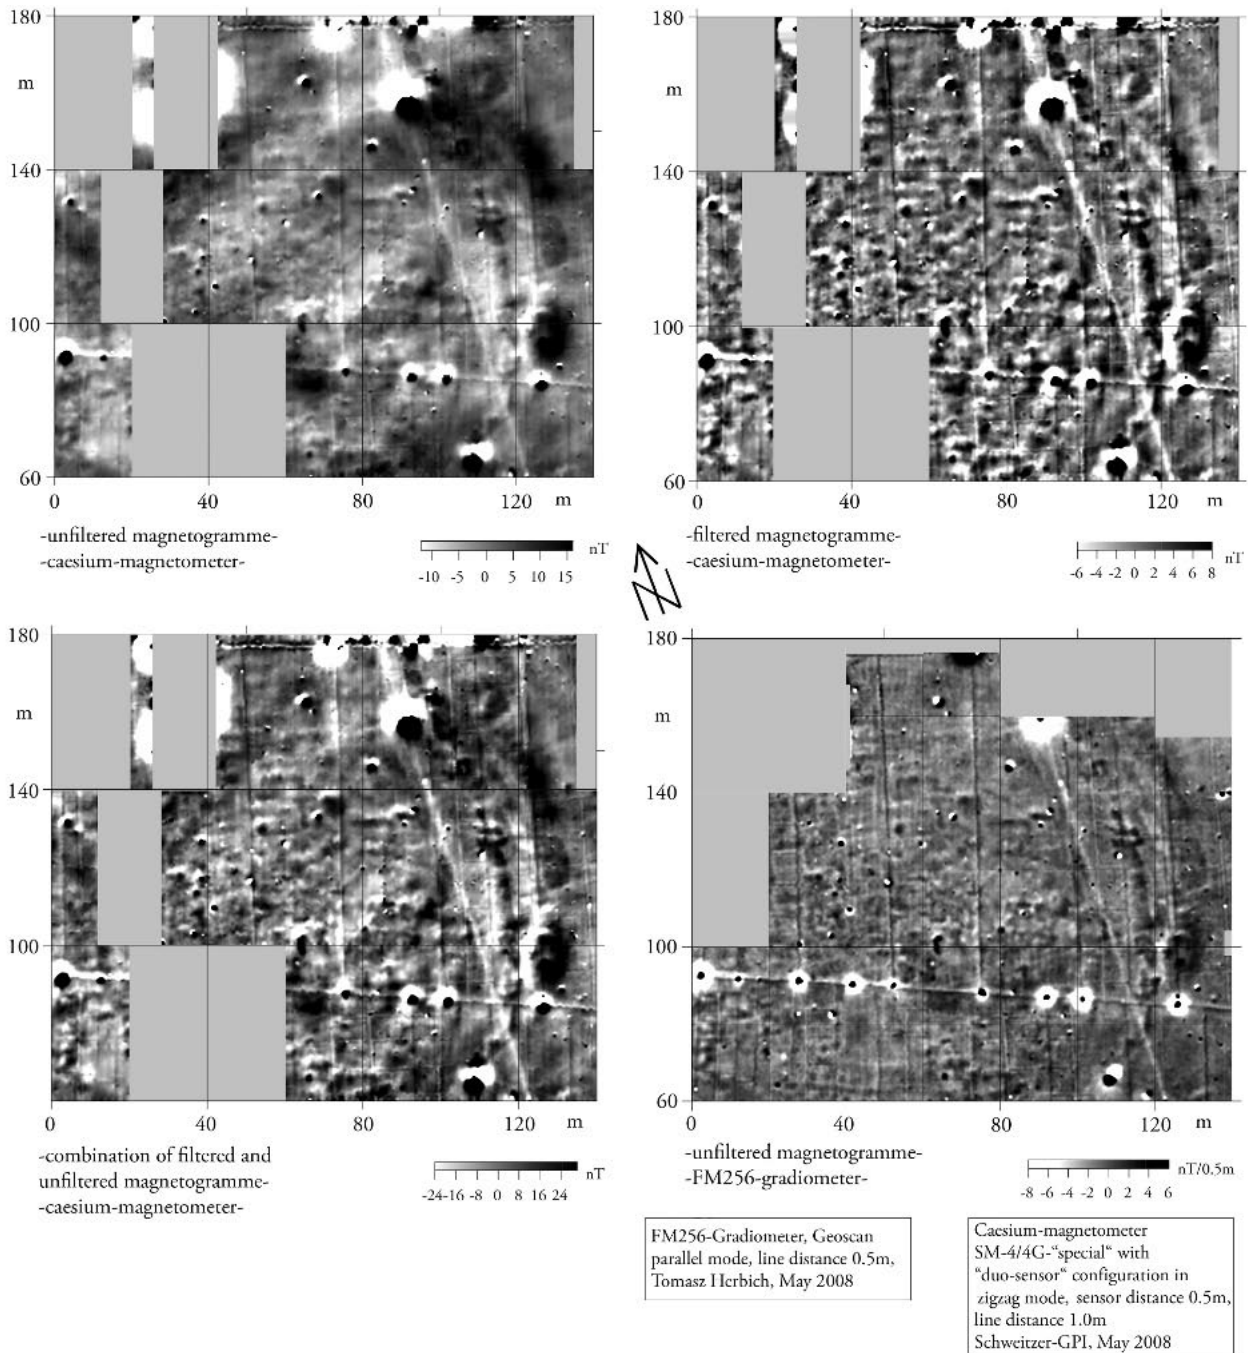 180
m
140
100
60
0
40
80
120
m
-unfiltered magnetogramme-
-caesium-magnetometer-
nT
-10 -5 0 5 10 15
180
m
140
100
60
0
40
80
120
m
-filtered magnetogramme-
-caesium-magnetometer-
nT
-6 -4 -2 0 2 4 6 8
N
180
m
140
100
60
0
40
80
120
m
-combination of filtered and
unfiltered magnetogramme-
-caesium-magnetometer-
nT
-24-16 -8 0 8 16 24
180
m
140
100
60
0
40
80
120
m
-unfiltered magnetogramme-
-FM256-gradiometer-
nT/0.5m
-8 -6 -4 -2 0 2 4 6
FM256-Gradiometer, Geoscan
parallel mode, line distance 0.5m,
Tomasz Herbich, May 2008
Caesium-magnetometer
SM-4/4G-"special" with
"duo-sensor" configuration in
zigzag mode, sensor distance 0.5m,
line distance 1.0m
Schweitzer-GPI, May 2008